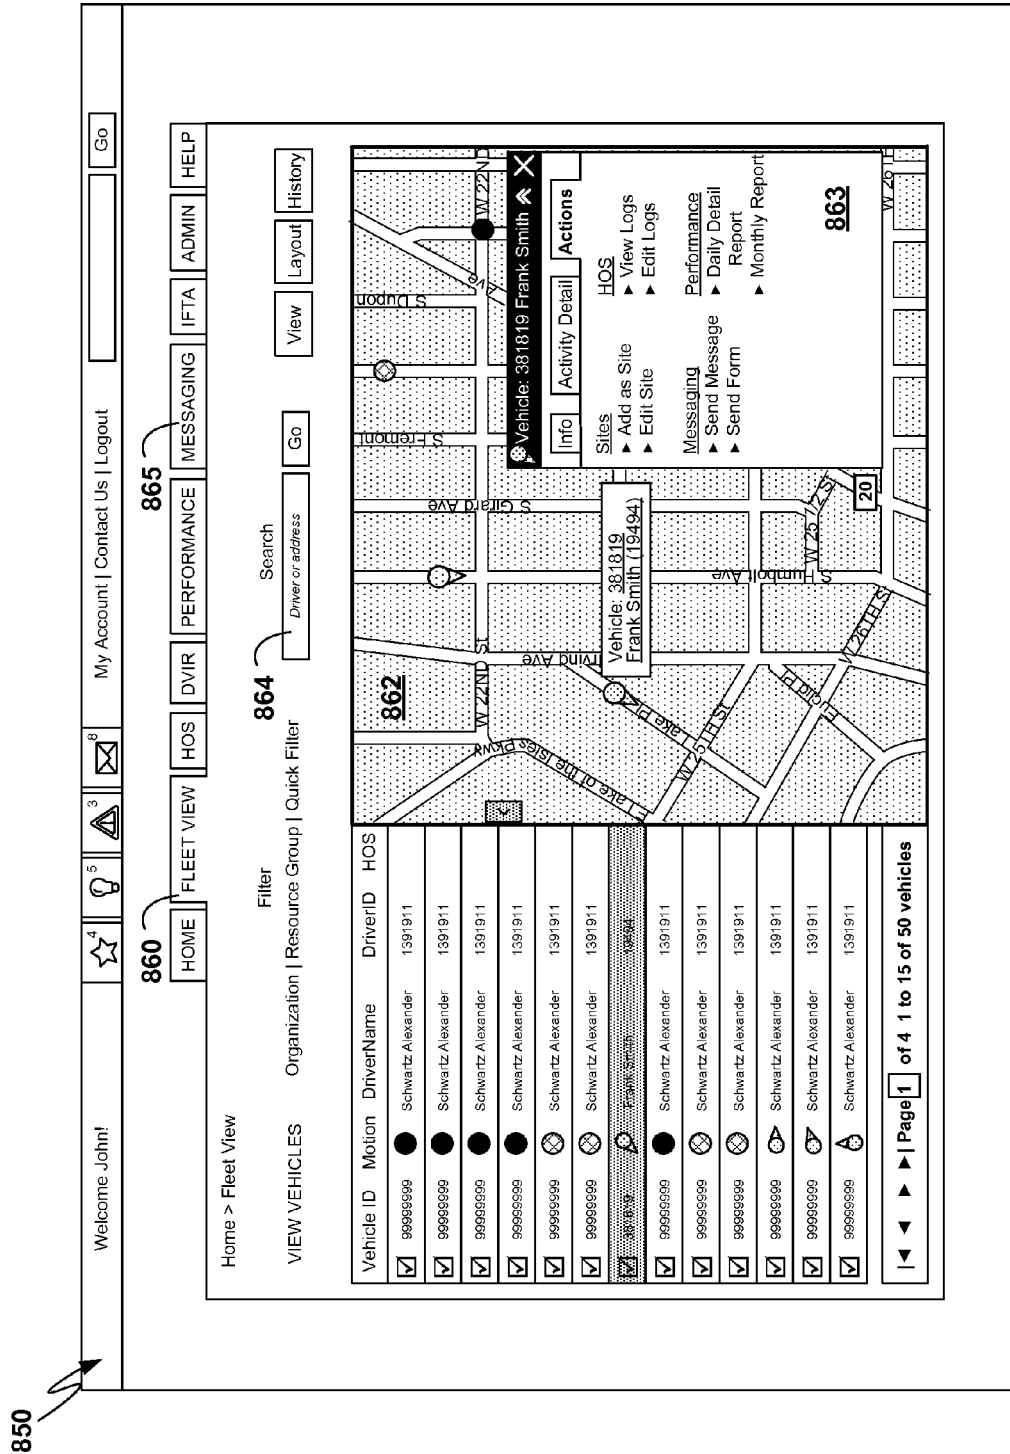 850
Welcome John!
4
5
3
8
My Account | Contact Us | Logout
Go
860
865
HOME
FLEET VIEW
HOS
DVIR
PERFORMANCE
MESSAGING
IFTA
ADMIN
HELP
Home > Fleet View
864
Filter
Search
VIEW VEHICLES
Organization | Resource Group | Quick Filter
Driver or address
Go
View
Layout
History
Vehicle ID Motion DriverName DriverID HOS
99999999 Schwartz Alexander 1391911
99999999 Schwartz Alexander 1391911
99999999 Schwartz Alexander 1391911
99999999 Schwartz Alexander 1391911
99999999 Schwartz Alexander 1391911
99999999 Schwartz Alexander 1391911
381819 Frank Smith 19494
99999999 Schwartz Alexander 1391911
99999999 Schwartz Alexander 1391911
99999999 Schwartz Alexander 1391911
99999999 Schwartz Alexander 1391911
99999999 Schwartz Alexander 1391911
99999999 Schwartz Alexander 1391911
Page 1 of 4 1 to 15 of 50 vehicles
862
S Dupon
Ave
S Fremont
W 22ND
W 22ND St
S Girard Ave
Irving Ave
S Humbolt Ave
E Lake of the Isles Pkwy
Lake Pl
W 25TH St
Euclid Pl
W 26TH St
W 25 1/2 St
20
W 26TH
Vehicle: 381819
Frank Smith (19494)
Vehicle: 381819 Frank Smith
Info
Activity Detail
Actions
Sites
Add as Site
Edit Site
HOS
View Logs
Edit Logs
Messaging
Send Message
Send Form
Performance
Daily Detail
Report
Monthly Report
863